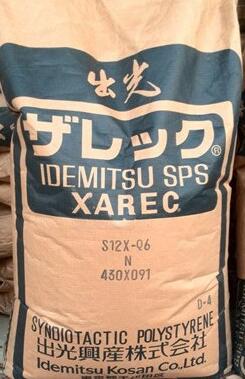 出光
ザレック®
IDEMITSU SPS
XAREC
S12X-Q6
N
430X091
D-4
SYNDIOTACTIC POLYSTYRENE
出光興産株式会社
Idemitsu Kosan Co.,Ltd.